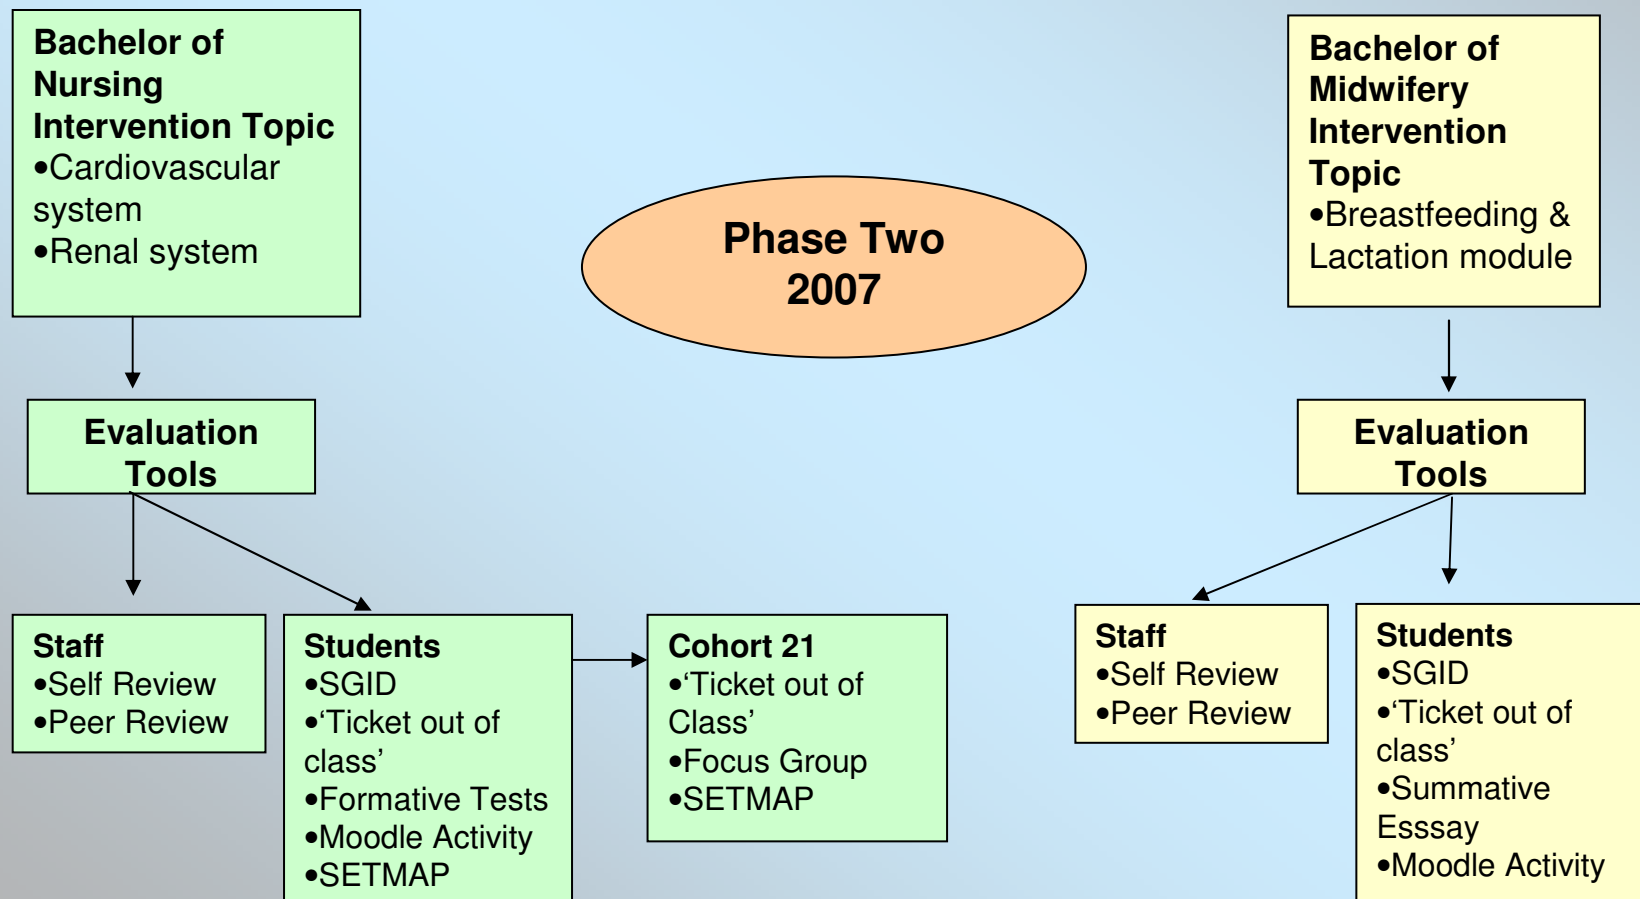 Bachelor of
Nursing
Intervention Topic
•Cardiovascular
system
•Renal system
Phase Two
2007
Bachelor of
Midwifery
Intervention
Topic
•Breastfeeding &
Lactation module
Evaluation
Tools
Evaluation
Tools
Staff
•Self Review
•Peer Review
Students
•SGID
•‘Ticket out of
class’
•Formative Tests
•Moodle Activity
•SETMAP
Cohort 21
•‘Ticket out of
Class’
•Focus Group
•SETMAP
Staff
•Self Review
•Peer Review
Students
•SGID
•‘Ticket out of
class’
•Summative
Esssay
•Moodle Activity